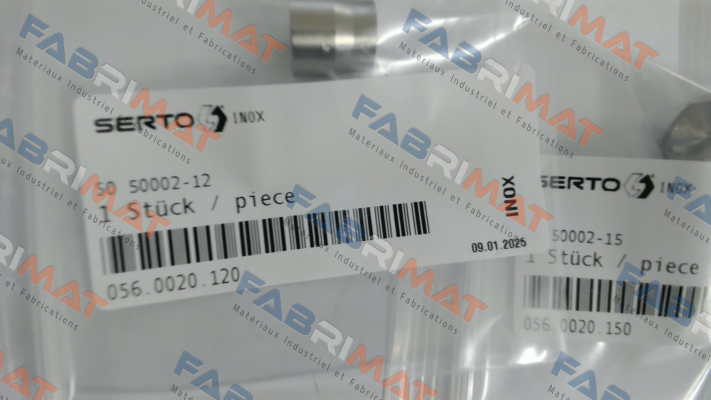 SERTO INOX
SO 50002-12
1 Stück / piece
056.0020.120
INOX
09.01.2025
SERTO INOX
50002-15
1 Stück / piece
056.0020.150
FABRIMAT
Materiaux Industriel et Fabrications